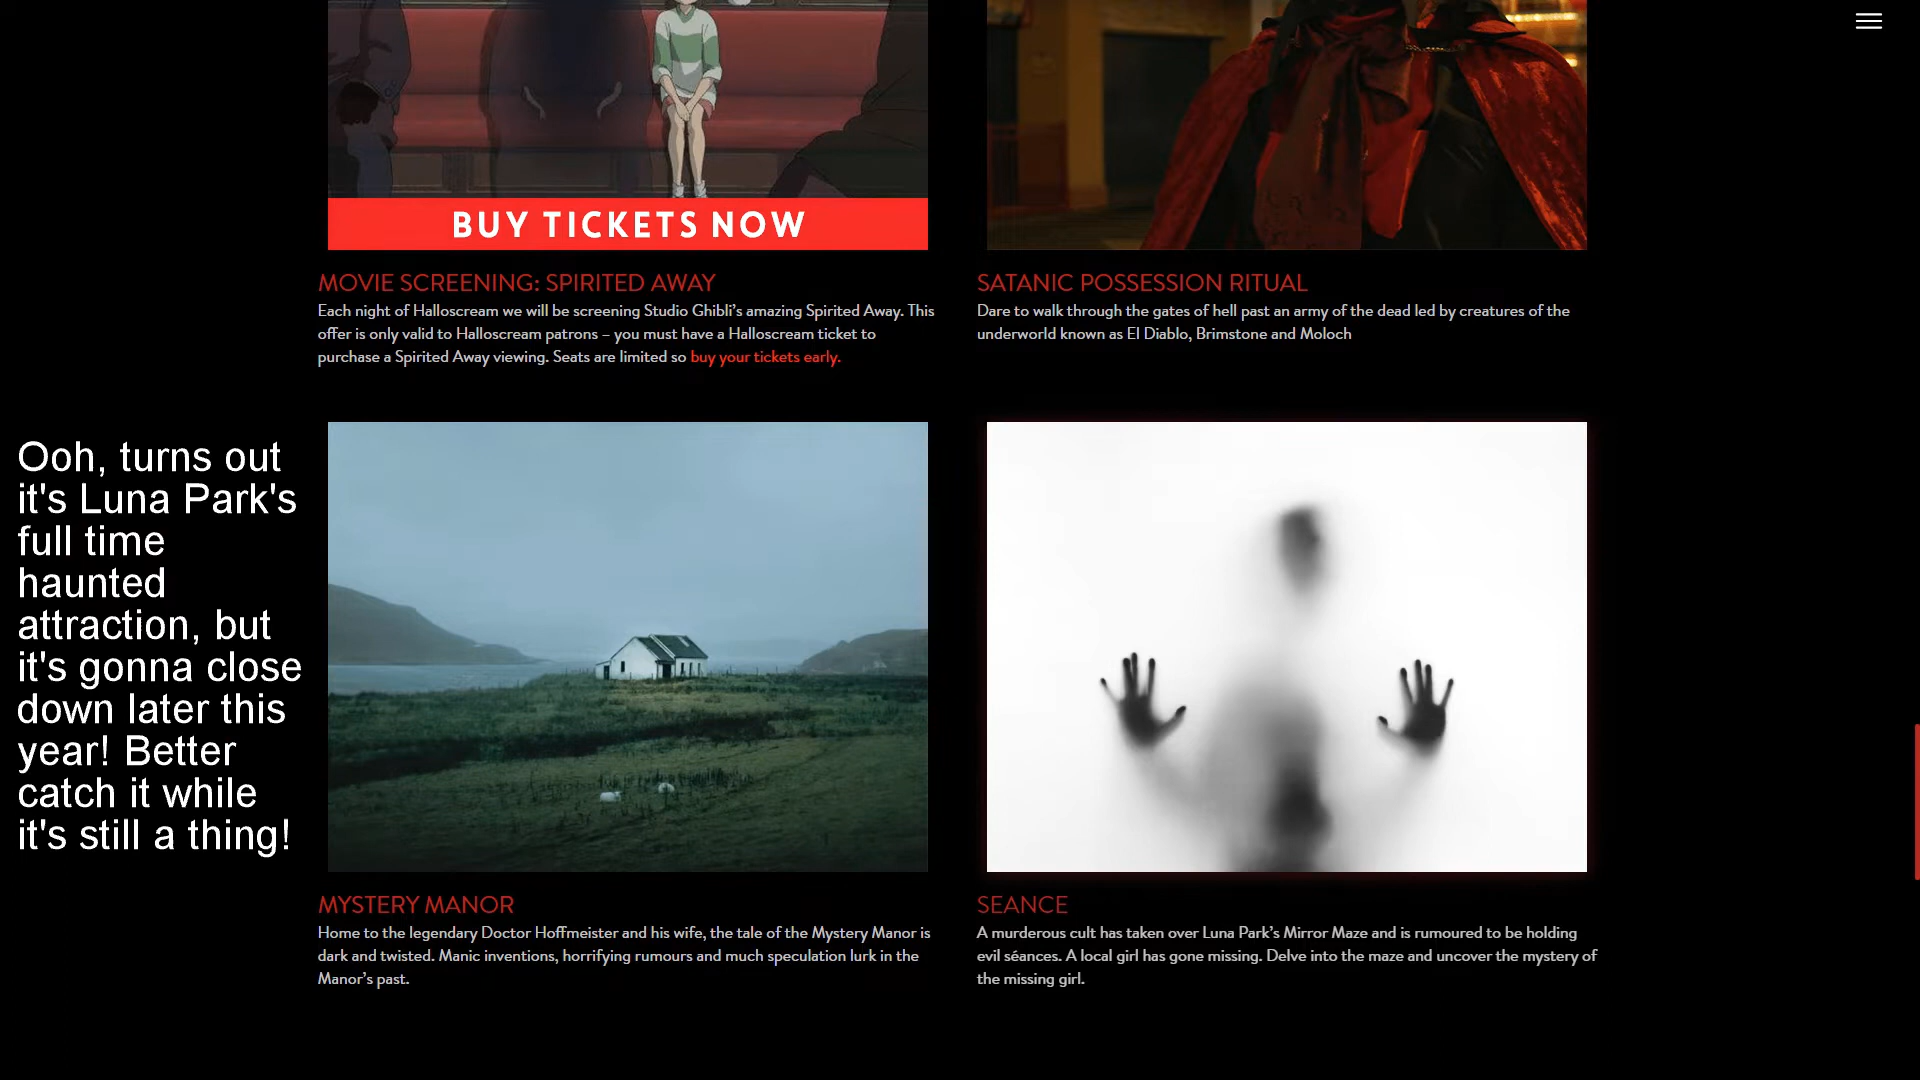 BUY TICKETS NOW
MOVIE SCREENING: SPIRITED AWAY
Each night of Halloscream we will be screening Studio Ghibli’s amazing Spirited Away. This
offer is only valid to Halloscream patrons – you must have a Halloscream ticket to
purchase a Spirited Away viewing. Seats are limited so buy your tickets early.
SATANIC POSSESSION RITUAL
Dare to walk through the gates of hell past an army of the dead led by creatures of the
underworld known as El Diablo, Brimstone and Moloch
Ooh, turns out
it's Luna Park's
full time
haunted
attraction, but
it's gonna close
down later this
year! Better
catch it while
it's still a thing!
MYSTERY MANOR
Home to the legendary Doctor Hoffmeister and his wife, the tale of the Mystery Manor is
dark and twisted. Manic inventions, horrifying rumours and much speculation lurk in the
Manor’s past.
SEANCE
A murderous cult has taken over Luna Park’s Mirror Maze and is rumoured to be holding
evil séances. A local girl has gone missing. Delve into the maze and uncover the mystery of
the missing girl.